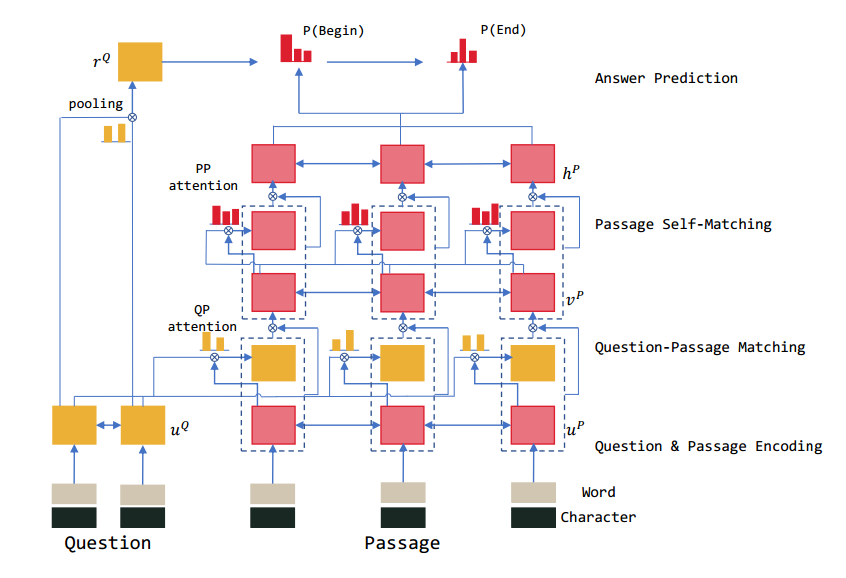 P(Begin)
P(End)
r^Q
Answer Prediction
pooling
PP
attention
h^P
Passage Self-Matching
v^P
QP
attention
Question-Passage Matching
u^Q
u^P
Question & Passage Encoding
Word
Character
Question
Passage